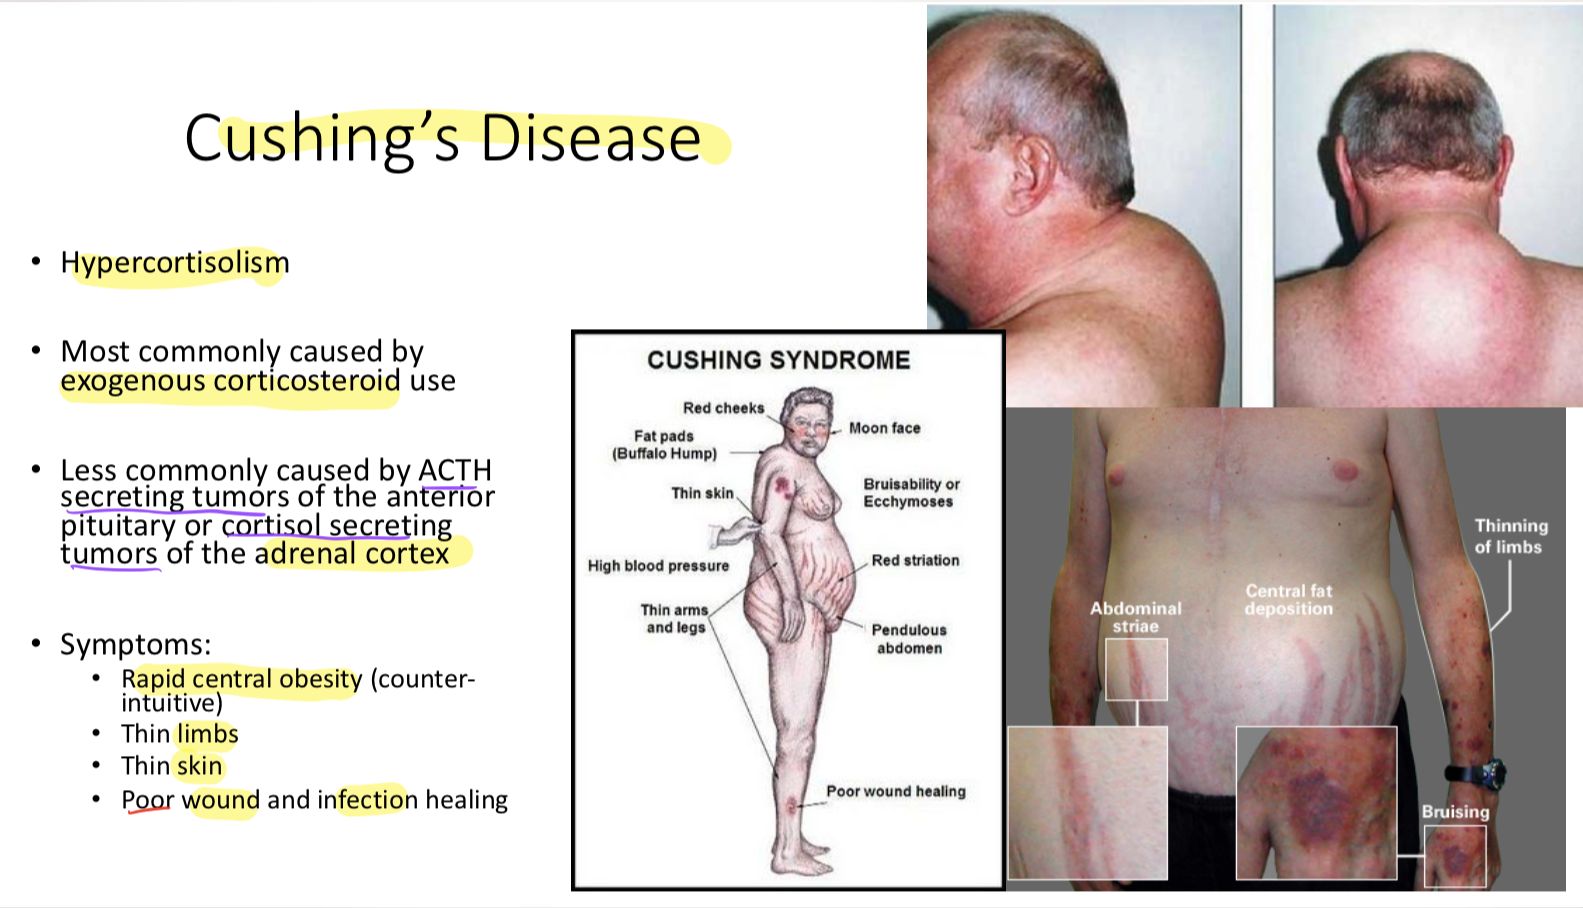 Cushing's Disease
• Hypercortisolism
• Most commonly caused by
exogenous corticosteroid use
• Less commonly caused by ACTH
secreting tumors of the anterior
pituitary or cortisol secreting
tumors of the adrenal cortex
• Symptoms:
• Rapid central obesity (counter-
intuitive)
• Thin limbs
• Thin skin
• Poor wound and infection healing
CUSHING SYNDROME
Red cheeks
Moon face
Fat pads
(Buffalo Hump)
Thin skin
Bruisability or
Ecchymoses
High blood pressure
Red striation
Thin arms
and legs
Pendulous
abdomen
Poor wound healing
Thinning
of limbs
Central fat
deposition
Abdominal
striae
Bruising